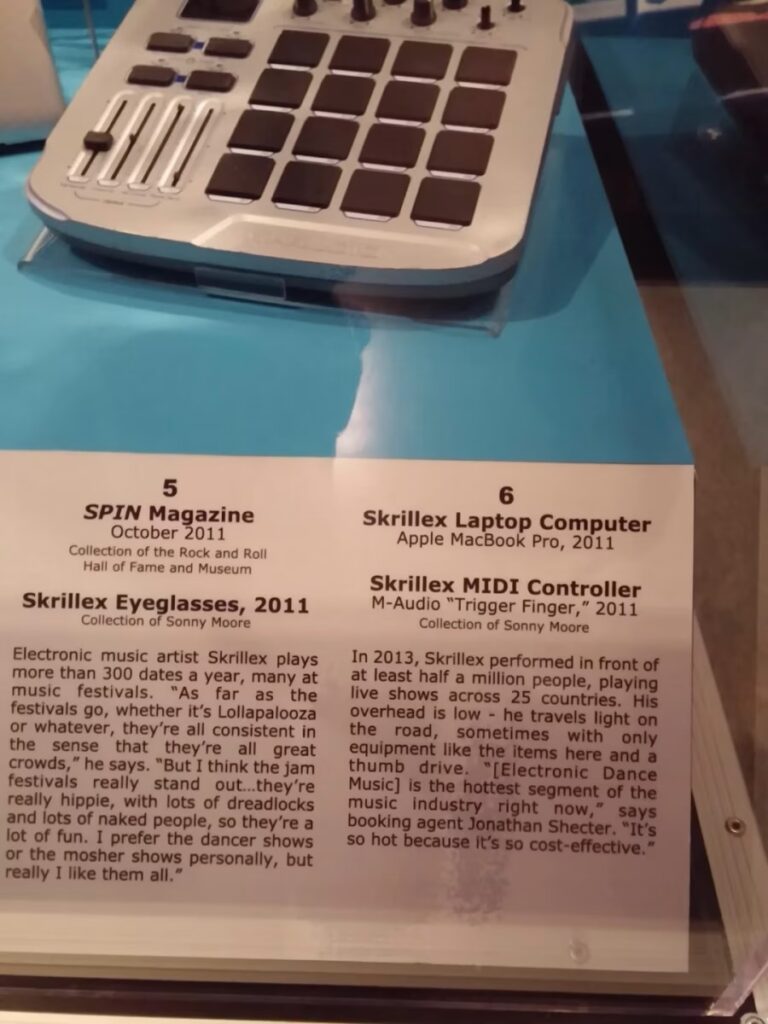 5
SPIN Magazine
October 2011
Collection of the Rock and Roll
Hall of Fame and Museum
Skrillex Eyeglasses, 2011
Collection of Sonny Moore
Electronic music artist Skrillex plays
more than 300 dates a year, many at
music festivals. “As far as the
festivals go, whether it’s Lollapalooza
or whatever, they’re all consistent in
the sense that they’re all great
crowds,” he says. “But I think the jam
festivals really stand out...they’re
really hippie, with lots of dreadlocks
and lots of naked people, so they’re a
lot of fun. I prefer the dancer shows
or the mosher shows personally, but
really I like them all.”
6
Skrillex Laptop Computer
Apple MacBook Pro, 2011
Skrillex MIDI Controller
M-Audio “Trigger Finger,” 2011
Collection of Sonny Moore
In 2013, Skrillex performed in front of
at least half a million people, playing
live shows across 25 countries. His
overhead is low - he travels light on
the road, sometimes with only
equipment like the items here and a
thumb drive. “[Electronic Dance
Music] is the hottest segment of the
music industry right now,” says
booking agent Jonathan Shecter. “It’s
so hot because it’s so cost-effective.”